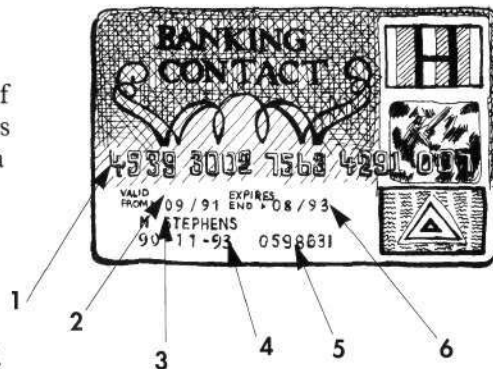 BANKING
CONTACT
H
4539 3002 7563 4291 007
VALID FROM 09/91 EXPIRES END 08/93
M STEPHENS
90-11-93 0598631
1
2
3
4
5
6